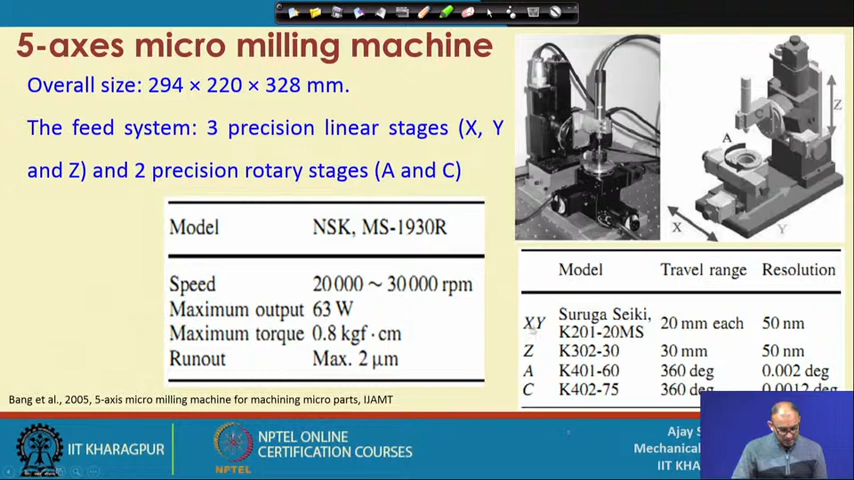 5-axes micro milling machine
Overall size: 294 × 220 × 328 mm.
The feed system: 3 precision linear stages (X, Y
and Z) and 2 precision rotary stages (A and C)
Model NSK, MS-1930R
Speed 20 000 ~ 30 000 rpm
Maximum output 63 W
Maximum torque 0.8 kgf · cm
Runout Max. 2 μm
Z
C
A
X
Y
Model Travel range Resolution
XY Suruga Seiki, K201-20MS 20 mm each 50 nm
Z K302-30 30 mm 50 nm
A K401-60 360 deg 0.002 deg
C K402-75 360 deg 0.0012 deg
Bang et al., 2005, 5-axis micro milling machine for machining micro parts, IJAMT
IIT KHARAGPUR
NPTEL
NPTEL ONLINE
CERTIFICATION COURSES
Ajay
Mechanical
IIT KHA